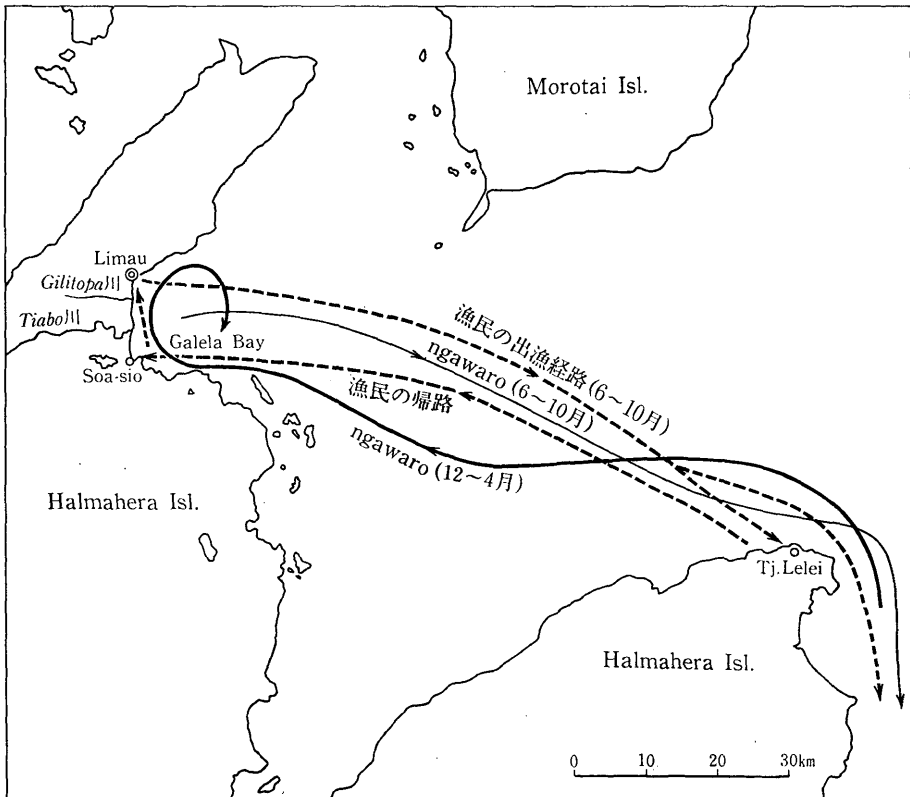 Morotai Isl.
Limau
Gilitopa川
Tiabo川
Galela Bay
Soa-sio
漁民の出漁経路(6~10月)
ngawaro(6~10月)
漁民の帰路
ngawaro(12~4月)
Halmahera Isl.
Tj.Lelei
Halmahera Isl.
0 10 20 30km